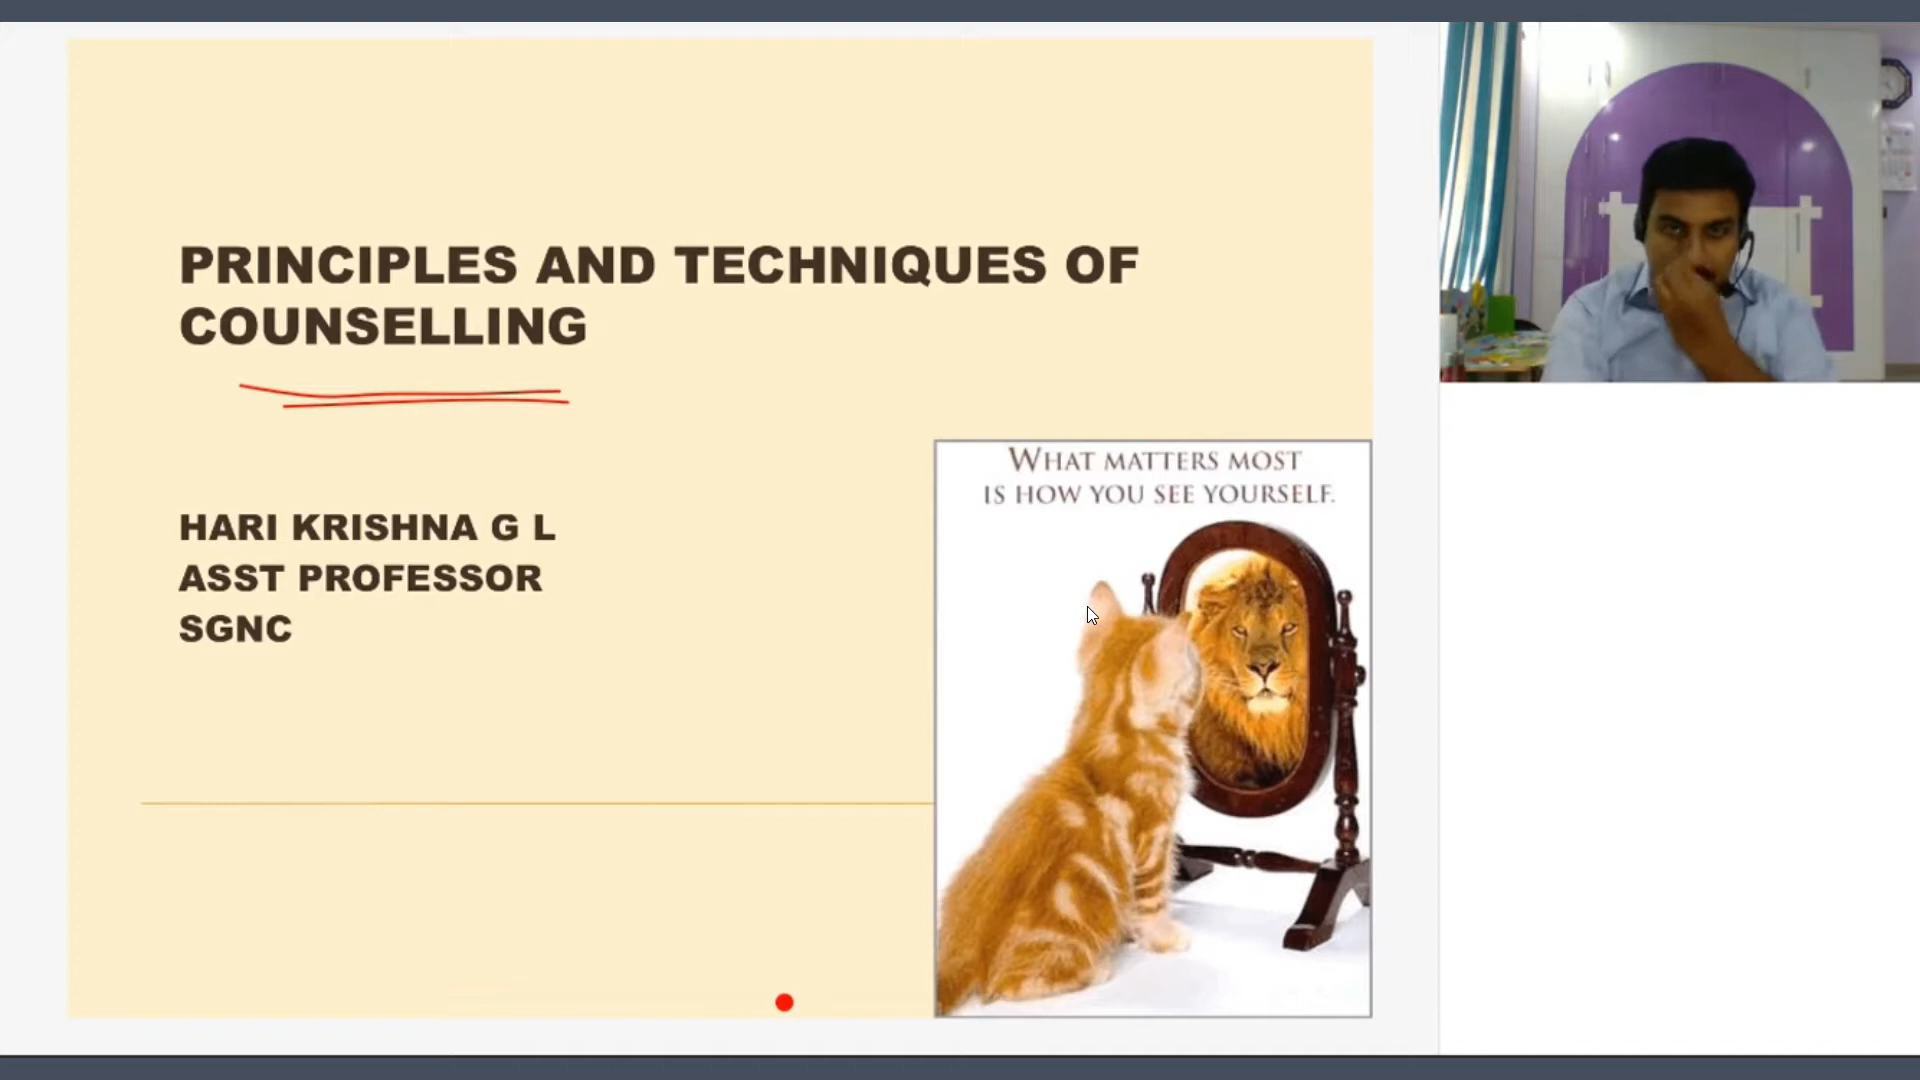 PRINCIPLES AND TECHNIQUES OF
COUNSELLING
HARI KRISHNA G L
ASST PROFESSOR
SGNC
WHAT MATTERS MOST
IS HOW YOU SEE YOURSELF.